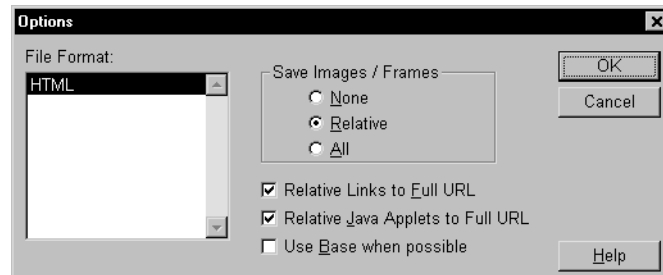 Options
File Format:
HTML
Save Images / Frames
None
Relative
All
Relative Links to Full URL
Relative Java Applets to Full URL
Use Base when possible
OK
Cancel
Help